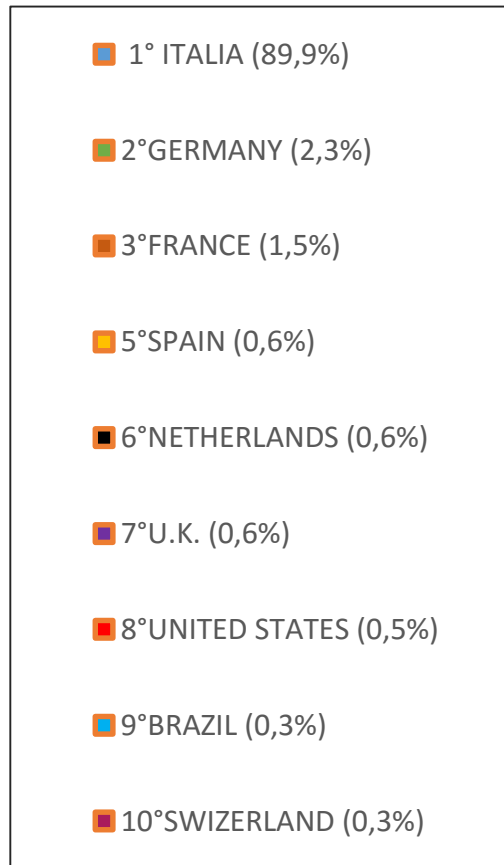 1° ITALIA (89,9%)
2°GERMANY (2,3%)
3°FRANCE (1,5%)
5°SPAIN (0,6%)
6°NETHERLANDS (0,6%)
7°U.K. (0,6%)
8°UNITED STATES (0,5%)
9°BRAZIL (0,3%)
10°SWIZERLAND (0,3%)